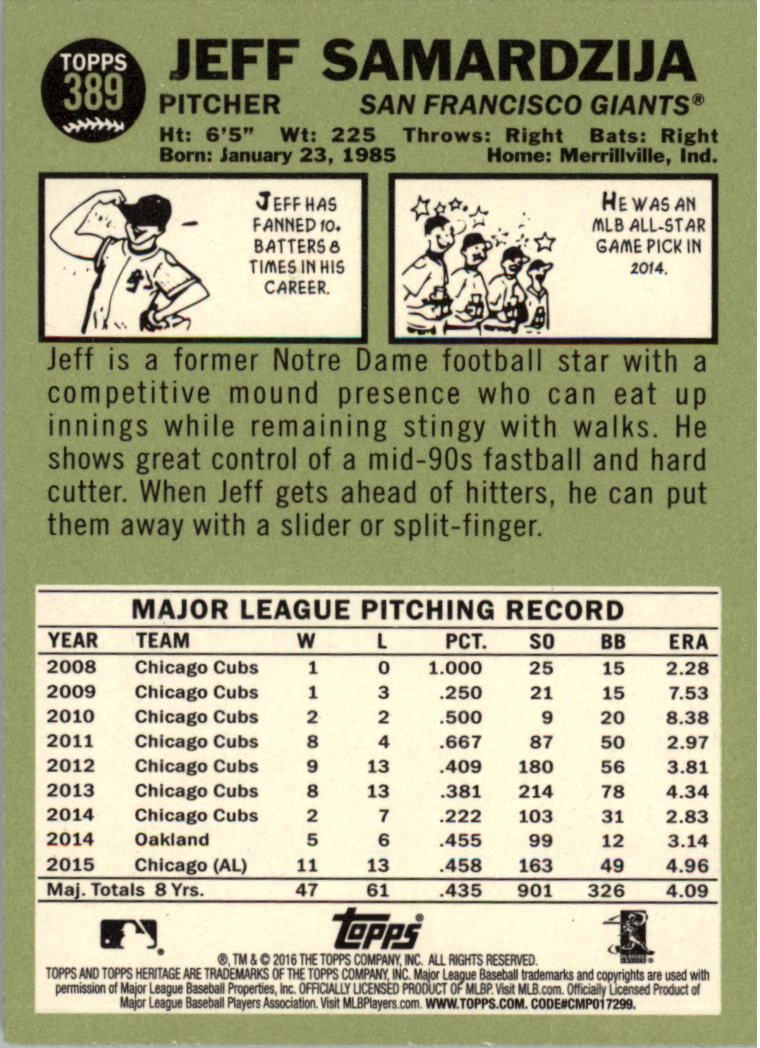 TOPPS
389
JEFF SAMARDZIJA
PITCHER SAN FRANCISCO GIANTS®
Ht: 6'5" Wt: 225 Throws: Right Bats: Right
Born: January 23, 1985 Home: Merrillville, Ind.
JEFF HAS
FANNED 10+
BATTERS 8
TIMES IN HIS
CAREER.
HE WAS AN
MLB ALL-STAR
GAME PICK IN
2014.
Jeff is a former Notre Dame football star with a
competitive mound presence who can eat up
innings while remaining stingy with walks. He
shows great control of a mid-90s fastball and hard
cutter. When Jeff gets ahead of hitters, he can put
them away with a slider or split-finger.
MAJOR LEAGUE PITCHING RECORD
YEAR TEAM W L PCT. SO BB ERA
2008 Chicago Cubs 1 0 1.000 25 15 2.28
2009 Chicago Cubs 1 3 .250 21 15 7.53
2010 Chicago Cubs 2 2 .500 9 20 8.38
2011 Chicago Cubs 8 4 .667 87 50 2.97
2012 Chicago Cubs 9 13 .409 180 56 3.81
2013 Chicago Cubs 8 13 .381 214 78 4.34
2014 Chicago Cubs 2 7 .222 103 31 2.83
2014 Oakland 5 6 .455 99 12 3.14
2015 Chicago (AL) 11 13 .458 163 49 4.96
Maj. Totals 8 Yrs. 47 61 .435 901 326 4.09
Topps®
®, TM & © 2016 THE TOPPS COMPANY, INC. ALL RIGHTS RESERVED.
TOPPS AND TOPPS HERITAGE ARE TRADEMARKS OF THE TOPPS COMPANY, INC. Major League Baseball trademarks and copyrights are used with
permission of Major League Baseball Properties, Inc. OFFICIALLY LICENSED PRODUCT OF MLBP. Visit MLB.com. Officially Licensed Product of
Major League Baseball Players Association. Visit MLBPlayers.com. WWW.TOPPS.COM. CODE#CMP017299.